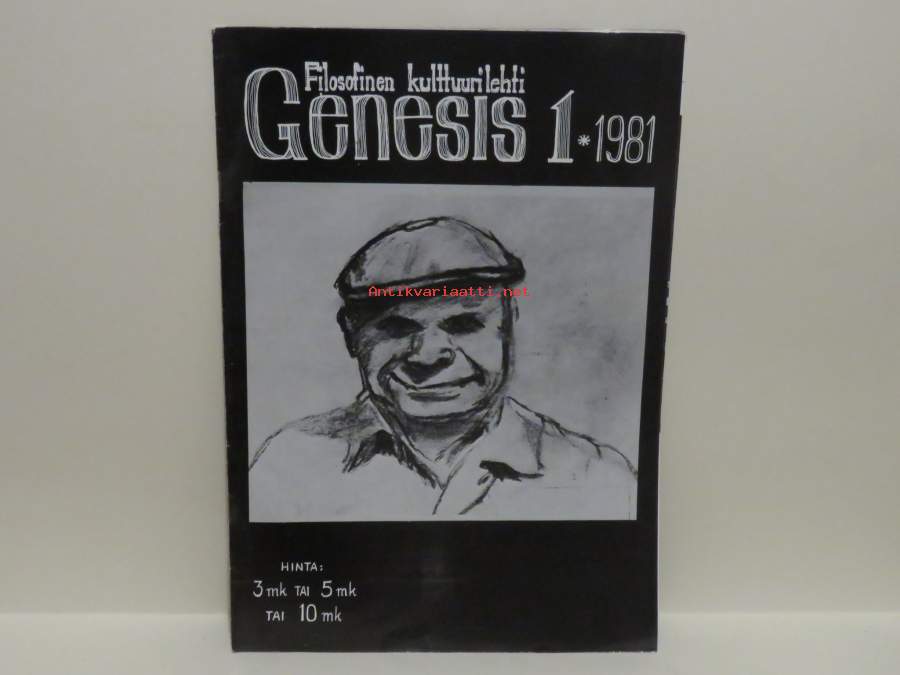 Filosofinen kulttuurilehti
Genesis 1*1981
Antikvariaatti.net
HINTA:
3 mk TAI 5 mk
TAI 10 mk